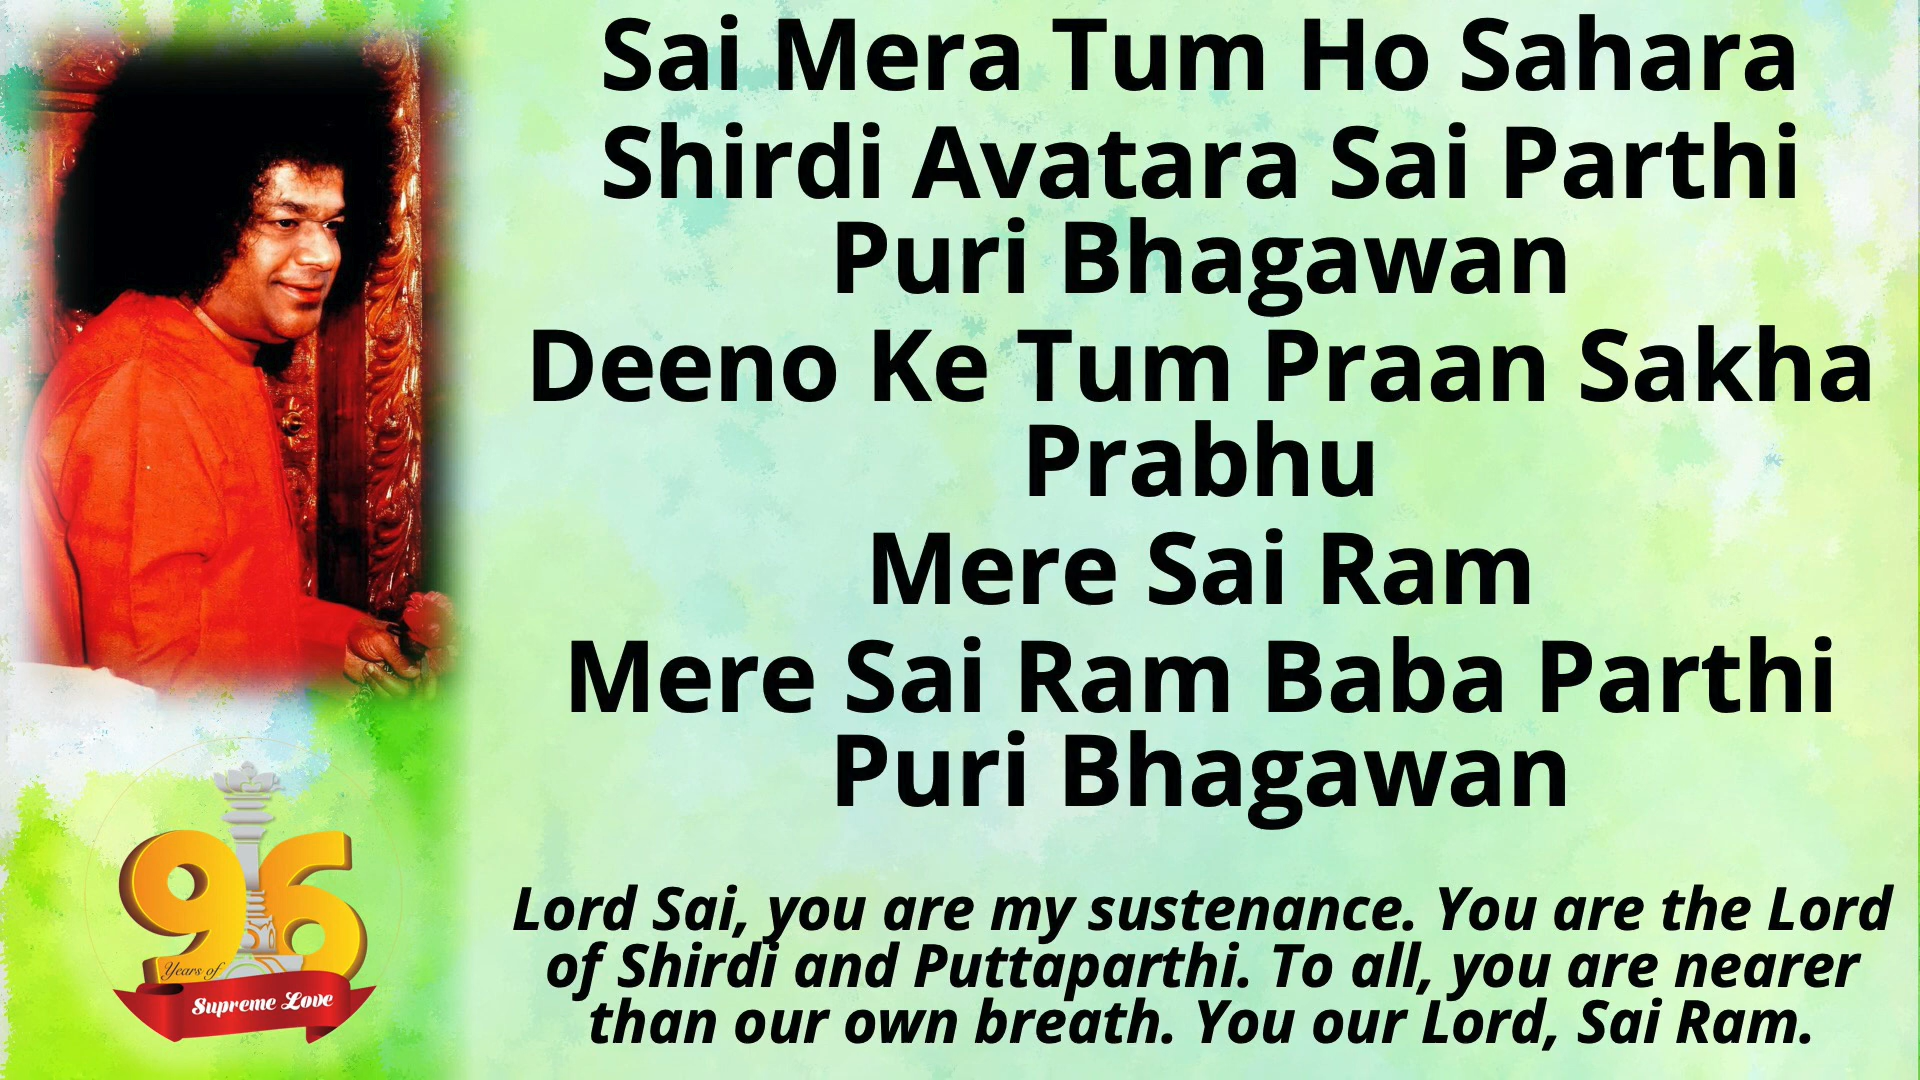 Sai Mera Tum Ho Sahara
Shirdi Avatara Sai Parthi
Puri Bhagawan
Deeno Ke Tum Praan Sakha
Prabhu
Mere Sai Ram
Mere Sai Ram Baba Parthi
Puri Bhagawan
Lord Sai, you are my sustenance. You are the Lord
of Shirdi and Puttaparthi. To all, you are nearer
than our own breath. You our Lord, Sai Ram.
96
Years of
Supreme Love